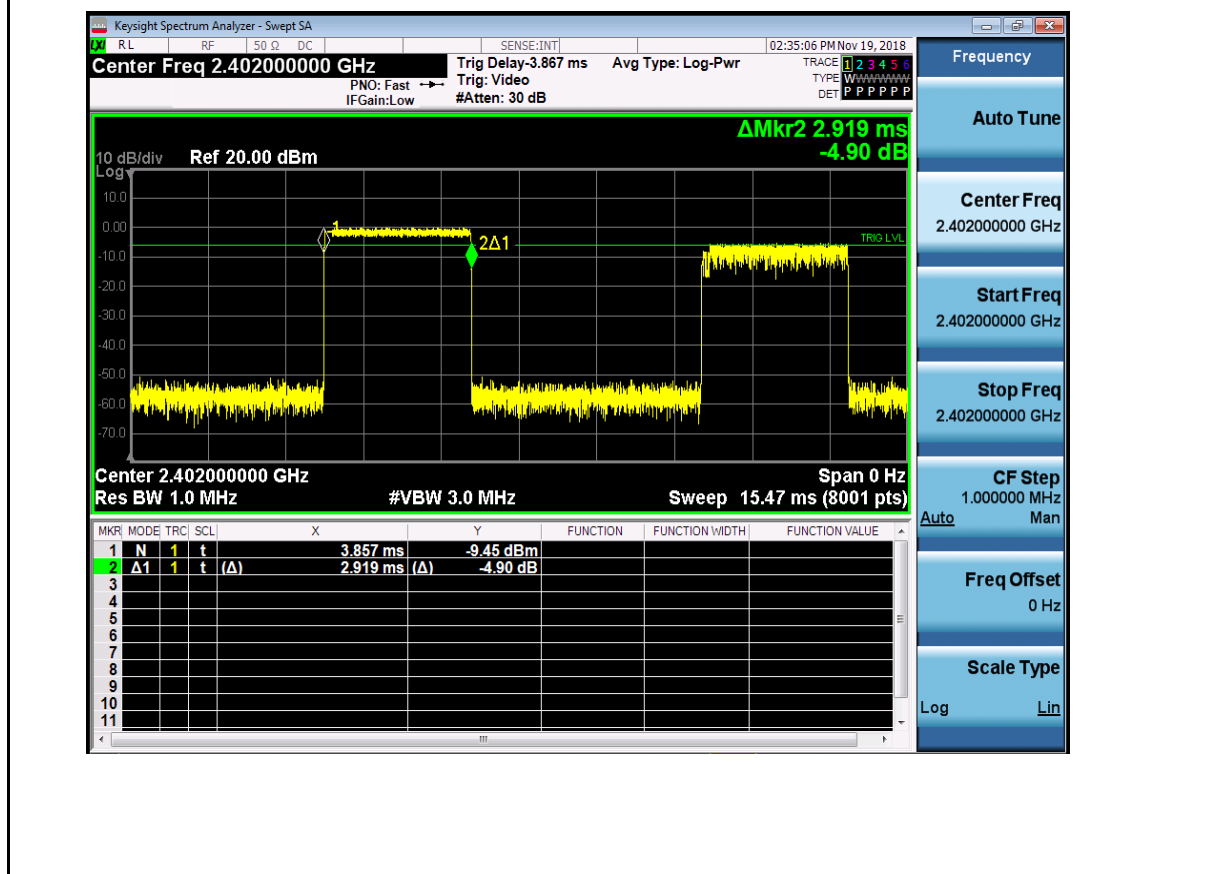 Keysight Spectrum Analyzer - Swept SA
LXI RL RF 50 Ω DC SENSE:INT 02:35:06 PM Nov 19, 2018
Center Freq 2.402000000 GHz
PNO: Fast
IFGain:Low
Trig Delay-3.867 ms
Trig: Video
#Atten: 30 dB
Avg Type: Log-Pwr
TRACE 1 2 3 4 5 6
TYPE WWWWWW
DET P P P P P P
ΔMkr2 2.919 ms
-4.90 dB
10 dB/div Ref 20.00 dBm
Log
10.0
0.00
-10.0
-20.0
-30.0
-40.0
-50.0
-60.0
-70.0
1
2Δ1
TRIG LVL
Center 2.402000000 GHz Span 0 Hz
Res BW 1.0 MHz #VBW 3.0 MHz Sweep 15.47 ms (8001 pts)
MKR MODE TRC SCL X Y FUNCTION FUNCTION WIDTH FUNCTION VALUE
1 N 1 t 3.857 ms -9.45 dBm
2 Δ1 1 t (Δ) 2.919 ms (Δ) -4.90 dB
3
4
5
6
7
8
9
10
11
Frequency
Auto Tune
Center Freq
2.402000000 GHz
Start Freq
2.402000000 GHz
Stop Freq
2.402000000 GHz
CF Step
1.000000 MHz
Auto Man
Freq Offset
0 Hz
Scale Type
Log Lin